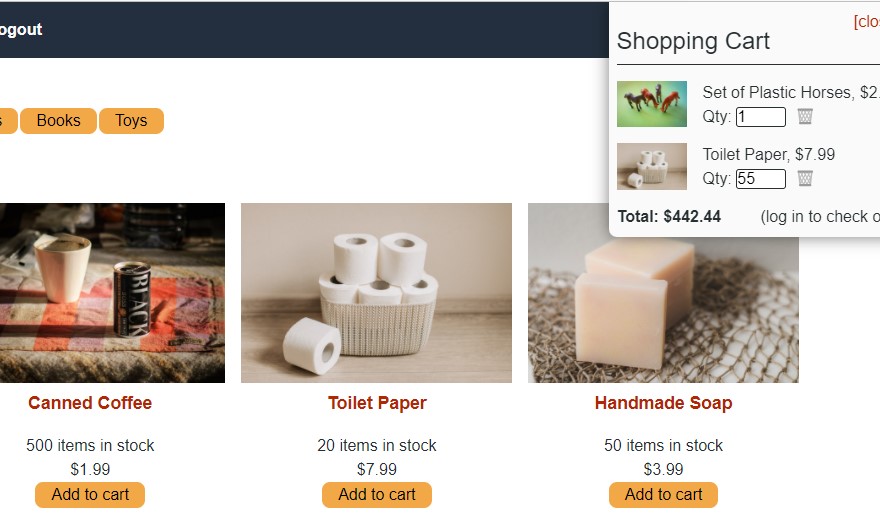 ogout
[clo
Shopping Cart
Set of Plastic Horses, $2.
Qty: 1
Toilet Paper, $7.99
Qty: 55
Total: $442.44 (log in to check o
s Books Toys
BLACK
Canned Coffee Toilet Paper Handmade Soap
500 items in stock 20 items in stock 50 items in stock
$1.99 $7.99 $3.99
Add to cart Add to cart Add to cart